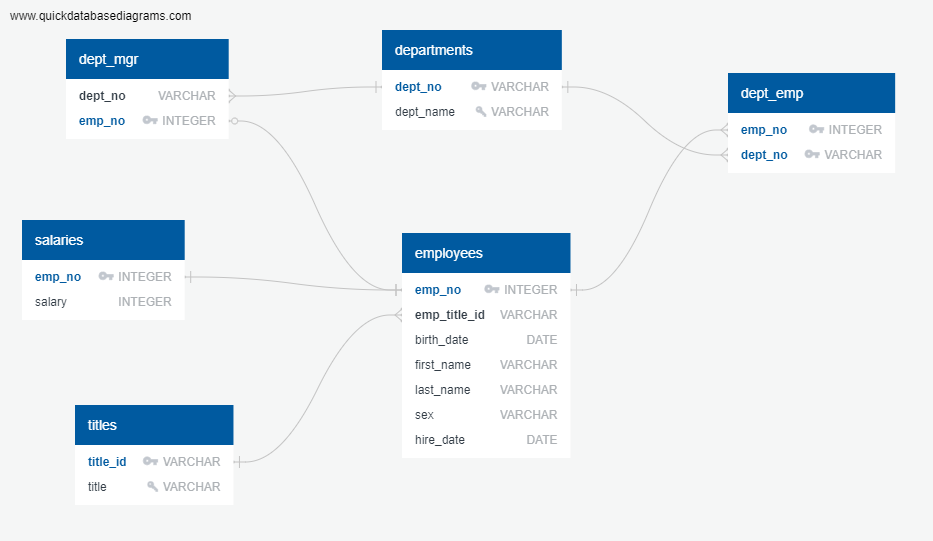 www.quickdatabasediagrams.com
dept_mgr
dept_no VARCHAR
emp_no INTEGER
departments
dept_no VARCHAR
dept_name VARCHAR
dept_emp
emp_no INTEGER
dept_no VARCHAR
salaries
emp_no INTEGER
salary INTEGER
employees
emp_no INTEGER
emp_title_id VARCHAR
birth_date DATE
first_name VARCHAR
last_name VARCHAR
sex VARCHAR
hire_date DATE
titles
title_id VARCHAR
title VARCHAR